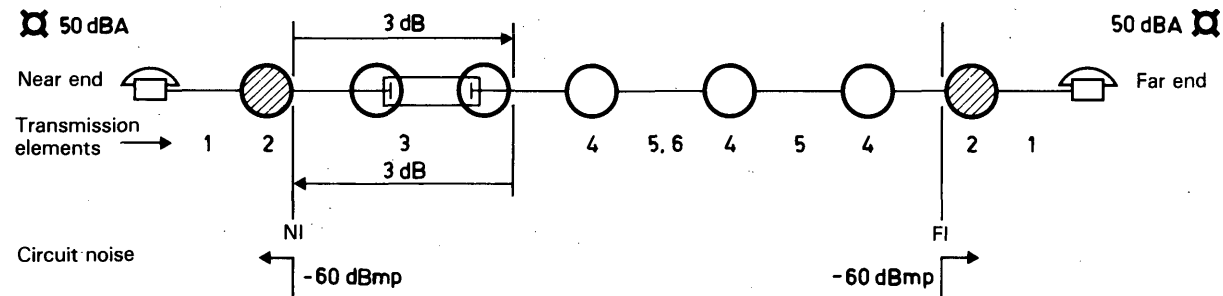 50 dBA
3 dB
50 dBA
Near end
Far end
Transmission
elements
1 2 3 4 5, 6 4 5 4 2 1
3 dB
NI
FI
Circuit noise
-60 dBmp
-60 dBmp